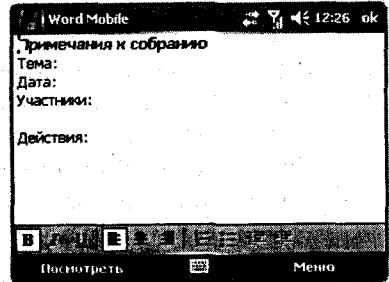 Word Mobile 12:26 ok
Примечания к собранию
Тема:
Дата:
Участники:
Действия:
B I U
Посмотреть Меню